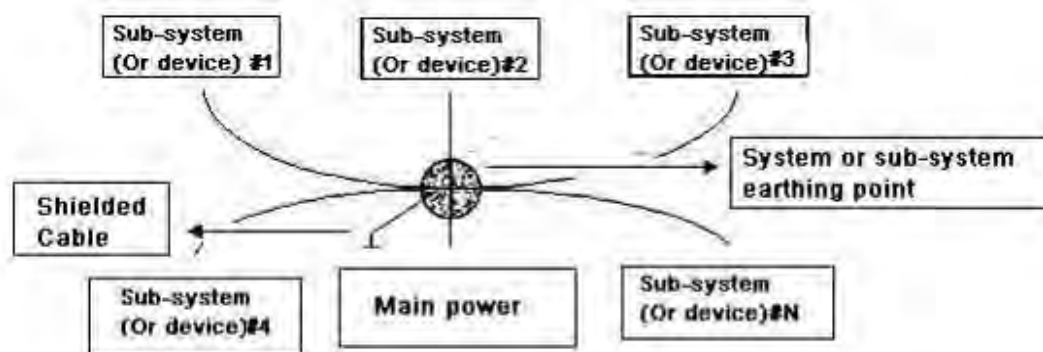 Sub-system
(Or device) #1
Sub-system
(Or device)#2
Sub-system
(Or device)#3
System or sub-system
earthing point
Shielded
Cable
Sub-system
(Or device)#4
Main power
Sub-system
(Or device)#N